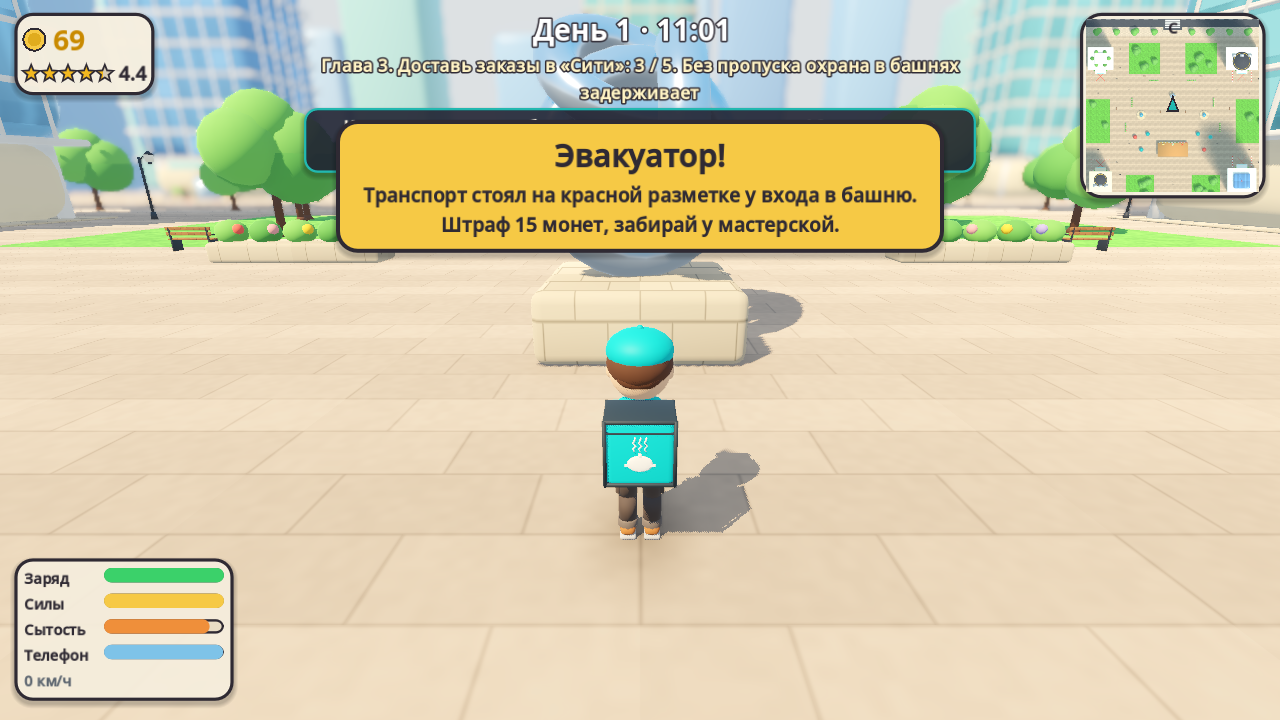 69
4.4
День 1 · 11:01
Глава 3. Доставь заказы в «Сити»: 3 / 5. Без пропуска охрана в башнях
задерживает
С
Эвакуатор!
Транспорт стоял на красной разметке у входа в башню.
Штраф 15 монет, забирай у мастерской.
Заряд
Силы
Сытость
Телефон
0 км/ч